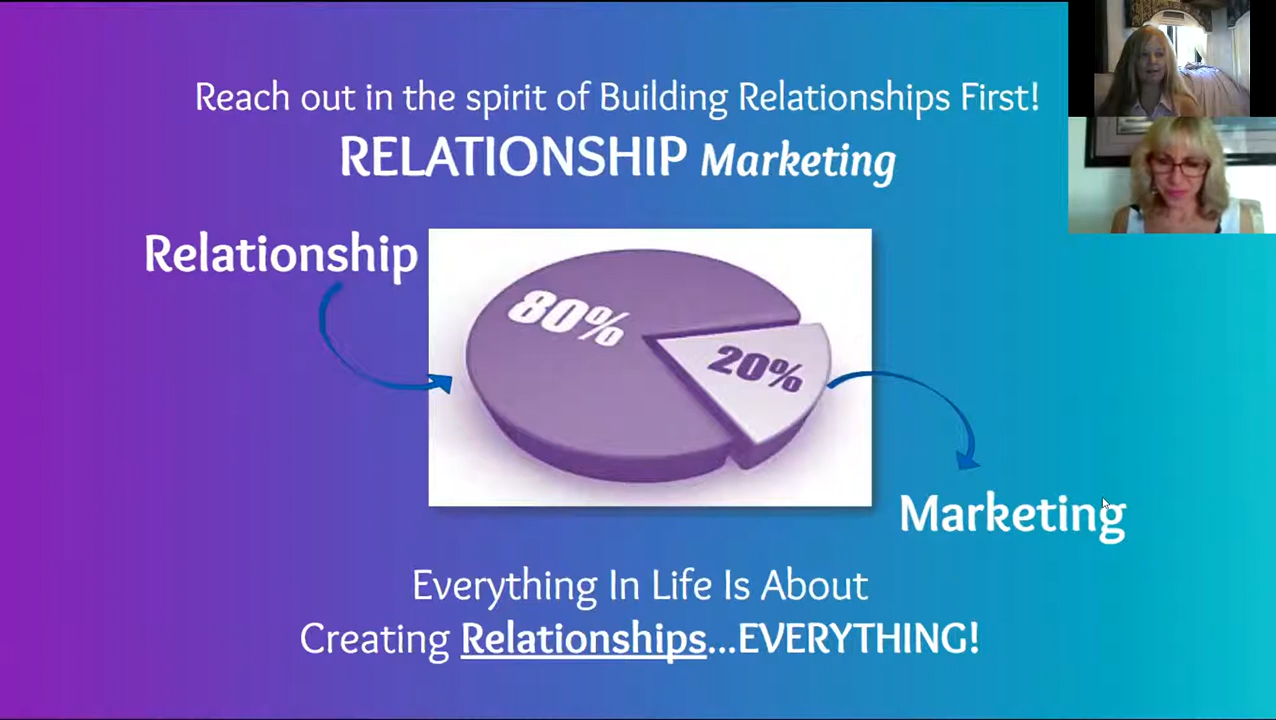 Reach out in the spirit of Building Relationships First!
RELATIONSHIP Marketing
Relationship
80%
20%
Marketing
Everything In Life Is About
Creating Relationships...EVERYTHING!